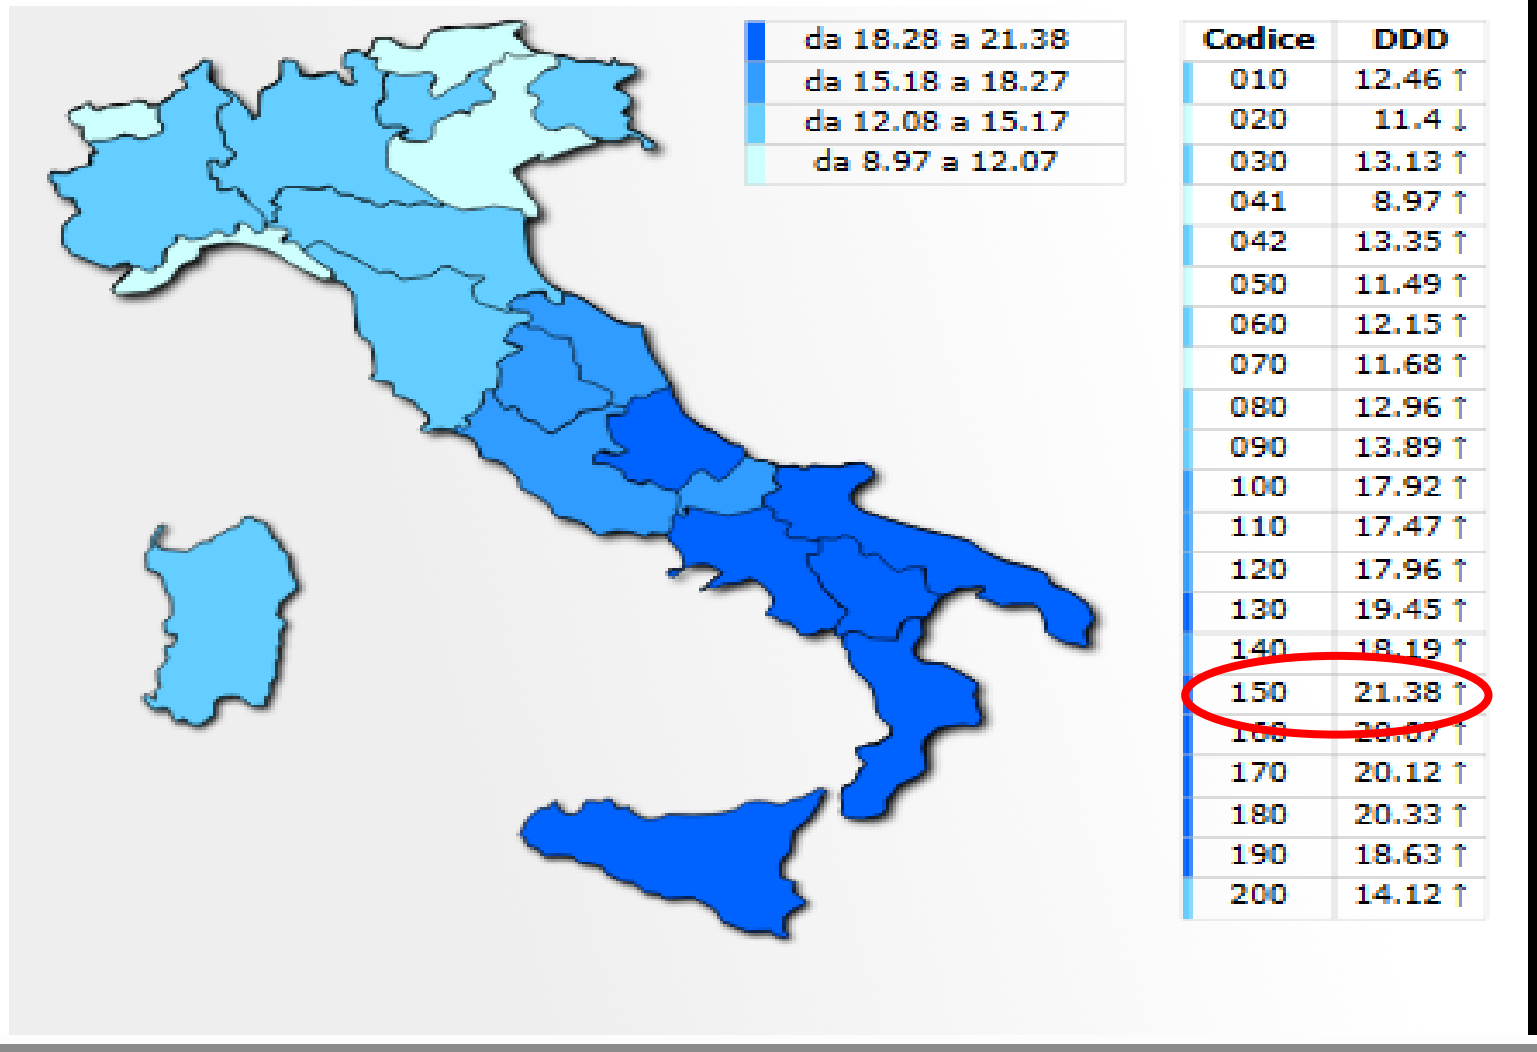 da 18.28 a 21.38
da 15.18 a 18.27
da 12.08 a 15.17
da 8.97 a 12.07
Codice DDD
010 12.46 ↑
020 11.4 ↓
030 13.13 ↑
041 8.97 ↑
042 13.35 ↑
050 11.49 ↑
060 12.15 ↑
070 11.68 ↑
080 12.96 ↑
090 13.89 ↑
100 17.92 ↑
110 17.47 ↑
120 17.96 ↑
130 19.45 ↑
140 18.19 ↑
150 21.38 ↑
160 ↑
170 20.12 ↑
180 20.33 ↑
190 18.63 ↑
200 14.12 ↑